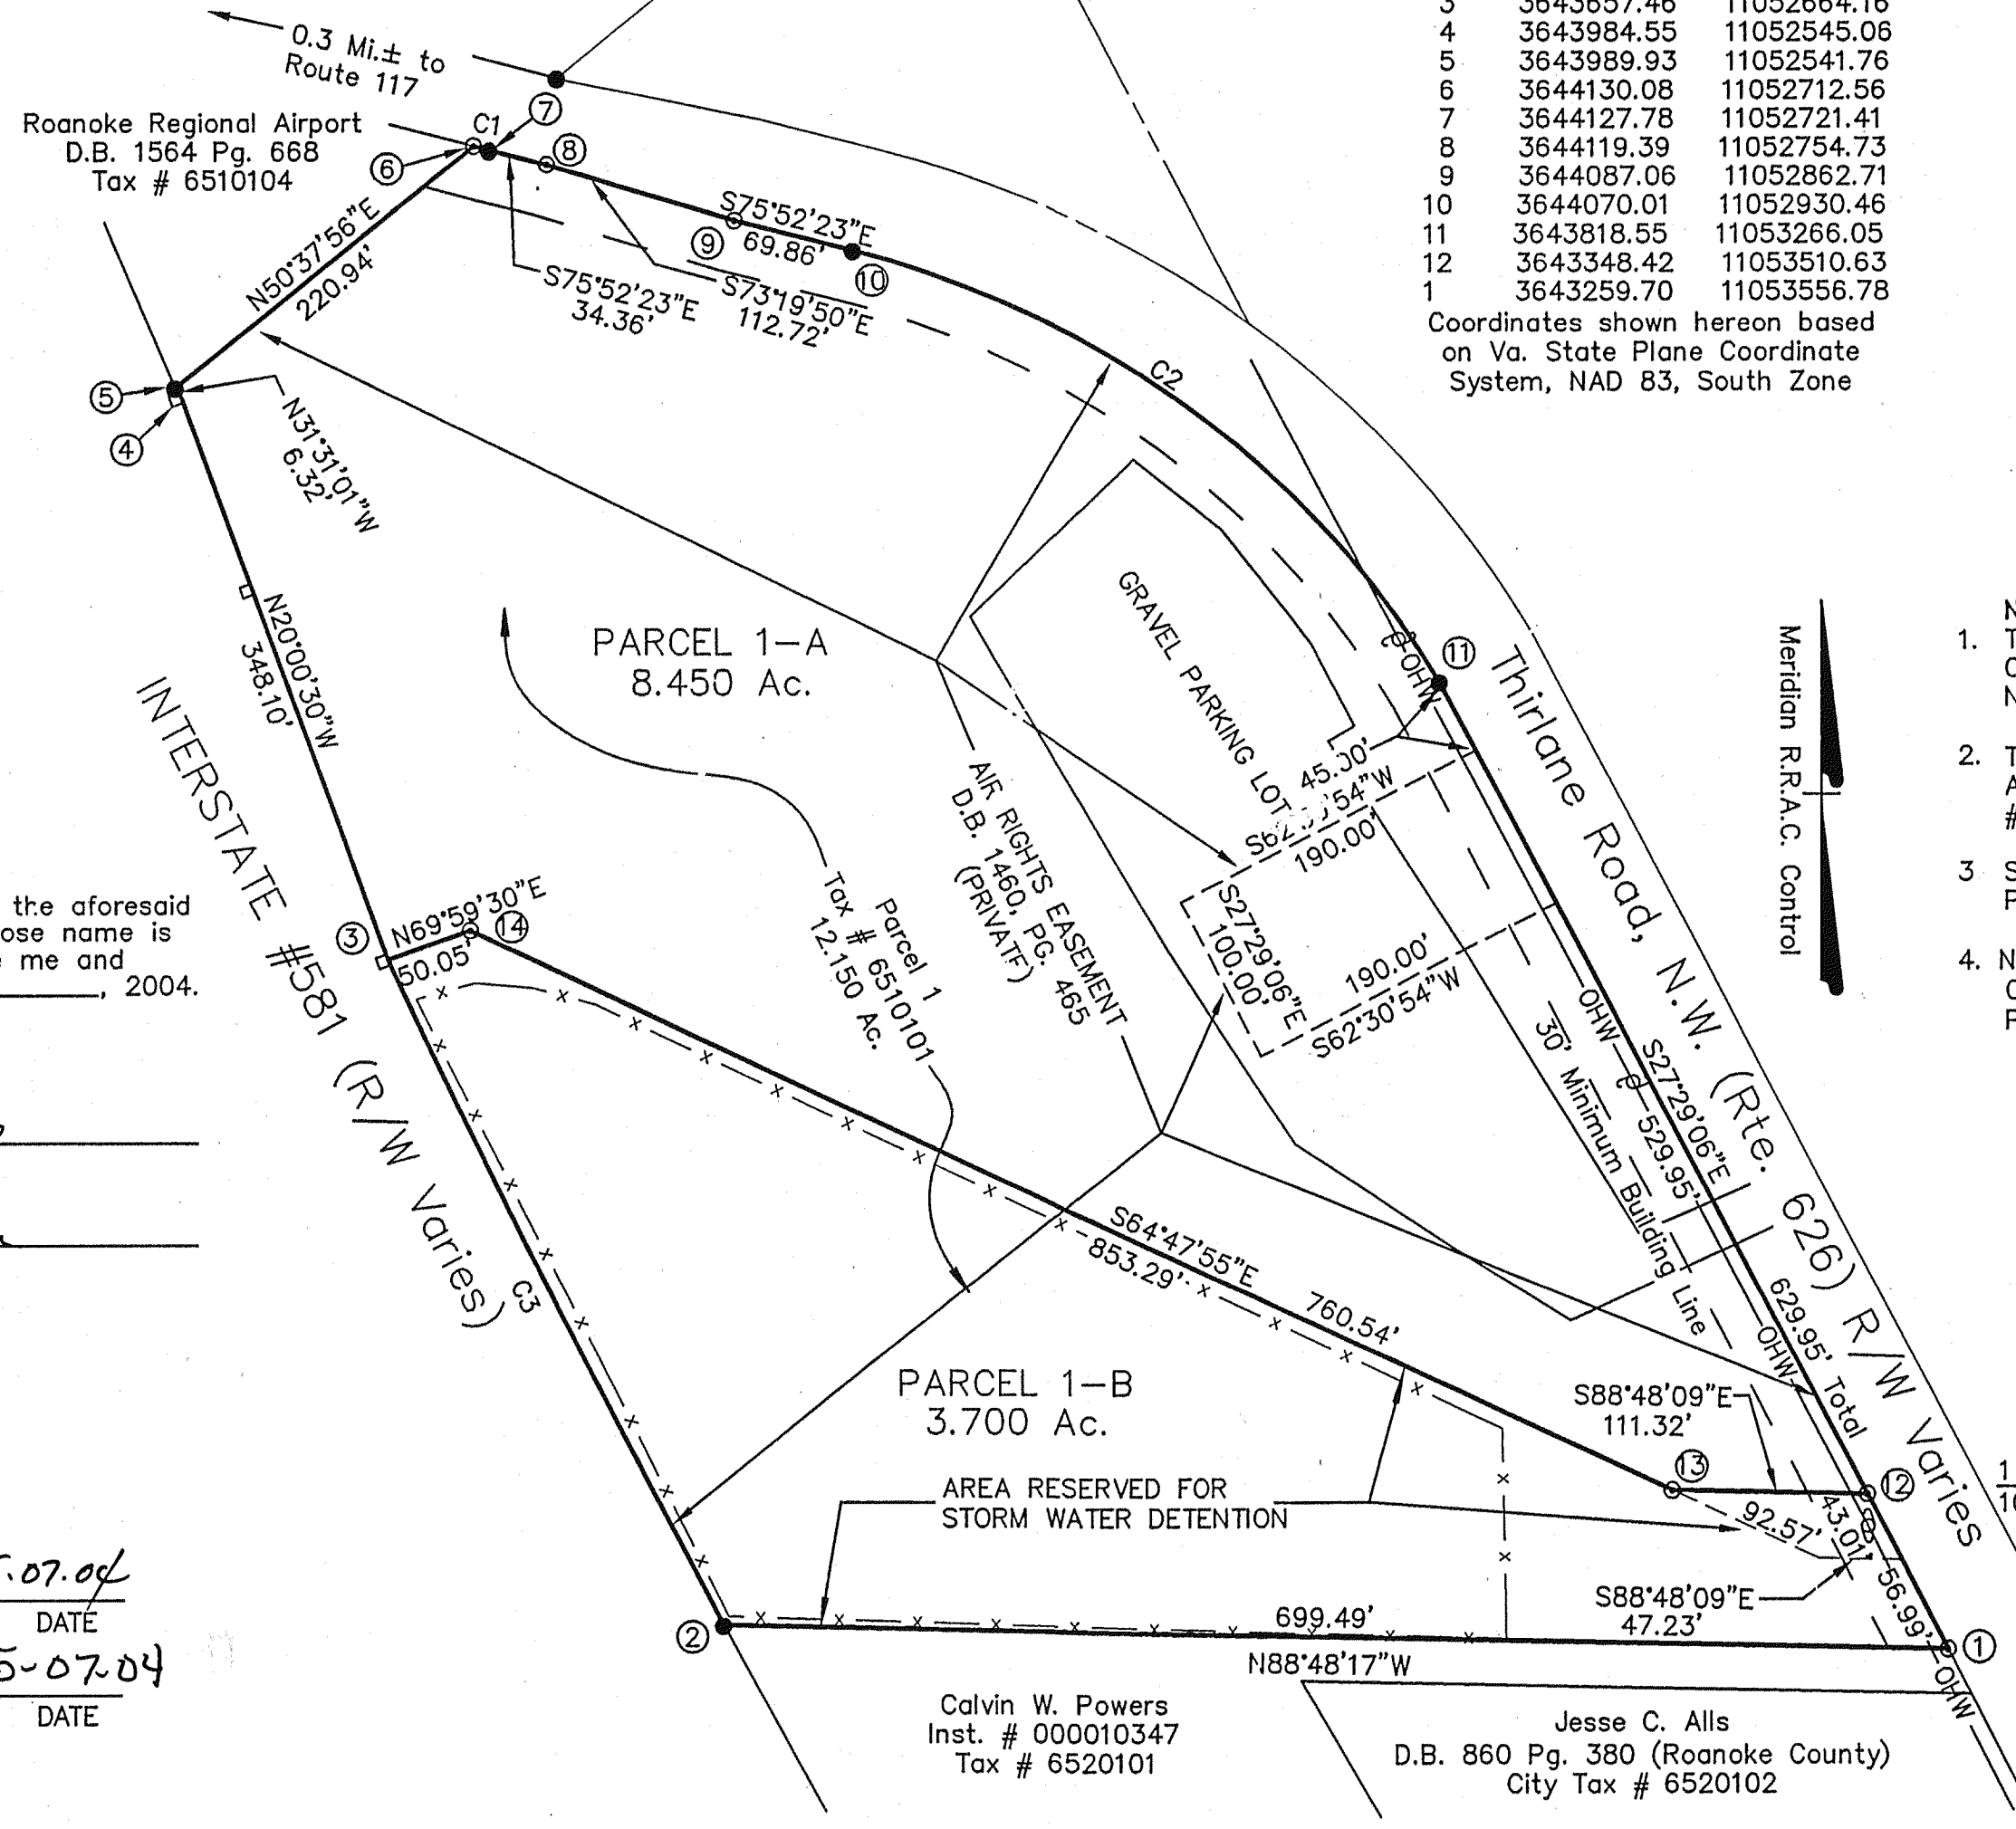 0.3 Mi.± to
Route 117
Roanoke Regional Airport
D.B. 1564 Pg. 668
Tax # 6510104
3 3643657.46 11052664.16
4 3643984.55 11052545.06
5 3643989.93 11052541.76
6 3644130.08 11052712.56
7 3644127.78 11052721.41
8 3644119.39 11052754.73
9 3644087.06 11052862.71
10 3644070.01 11052930.46
11 3643818.55 11053266.05
12 3643348.42 11053510.63
1 3643259.70 11053556.78
Coordinates shown hereon based
on Va. State Plane Coordinate
System, NAD 83, South Zone
C1
7
6
8
N50°37'56"E
220.94'
S75°52'23"E
69.86'
9
10
S75°52'23"E
34.36'
S73°19'50"E
112.72'
C2
5
4
N31°31'01"W
6.32'
N20°00'30"W
348.10'
PARCEL 1-A
8.450 Ac.
GRAVEL PARKING LOT
OHW
11
Thirlane Road, N.W. (Rte. 626) R/W Varies
Meridian R.R.A.C. Control
1.
2.
3
4.
45.00'
190.00'
S27°29'06"E
100.00'
190.00'
S62°30'54"W
AIR RIGHTS EASEMENT
D.B. 1460, PG. 465
(PRIVATE)
Parcel 1
Tax # 6510101
12.150 Ac.
INTERSTATE #581 (R/W Varies)
the aforesaid
ose name is
me and
, 2004.
3
N69°59'30"E
50.05'
14
C3
OHW
S27°29'06"E
529.95'
30' Minimum Building Line
S64°47'55"E
853.29'
760.54'
629.95' Total
OHW
PARCEL 1-B
3.700 Ac.
S88°48'09"E
111.32'
13
12
AREA RESERVED FOR
STORM WATER DETENTION
92.57'
43.01'
56.99'
S88°48'09"E
47.23'
2
699.49'
N88°48'17"W
1
OHW
.07.04
DATE
5-07-04
DATE
Calvin W. Powers
Inst. # 000010347
Tax # 6520101
Jesse C. Alls
D.B. 860 Pg. 380 (Roanoke County)
City Tax # 6520102